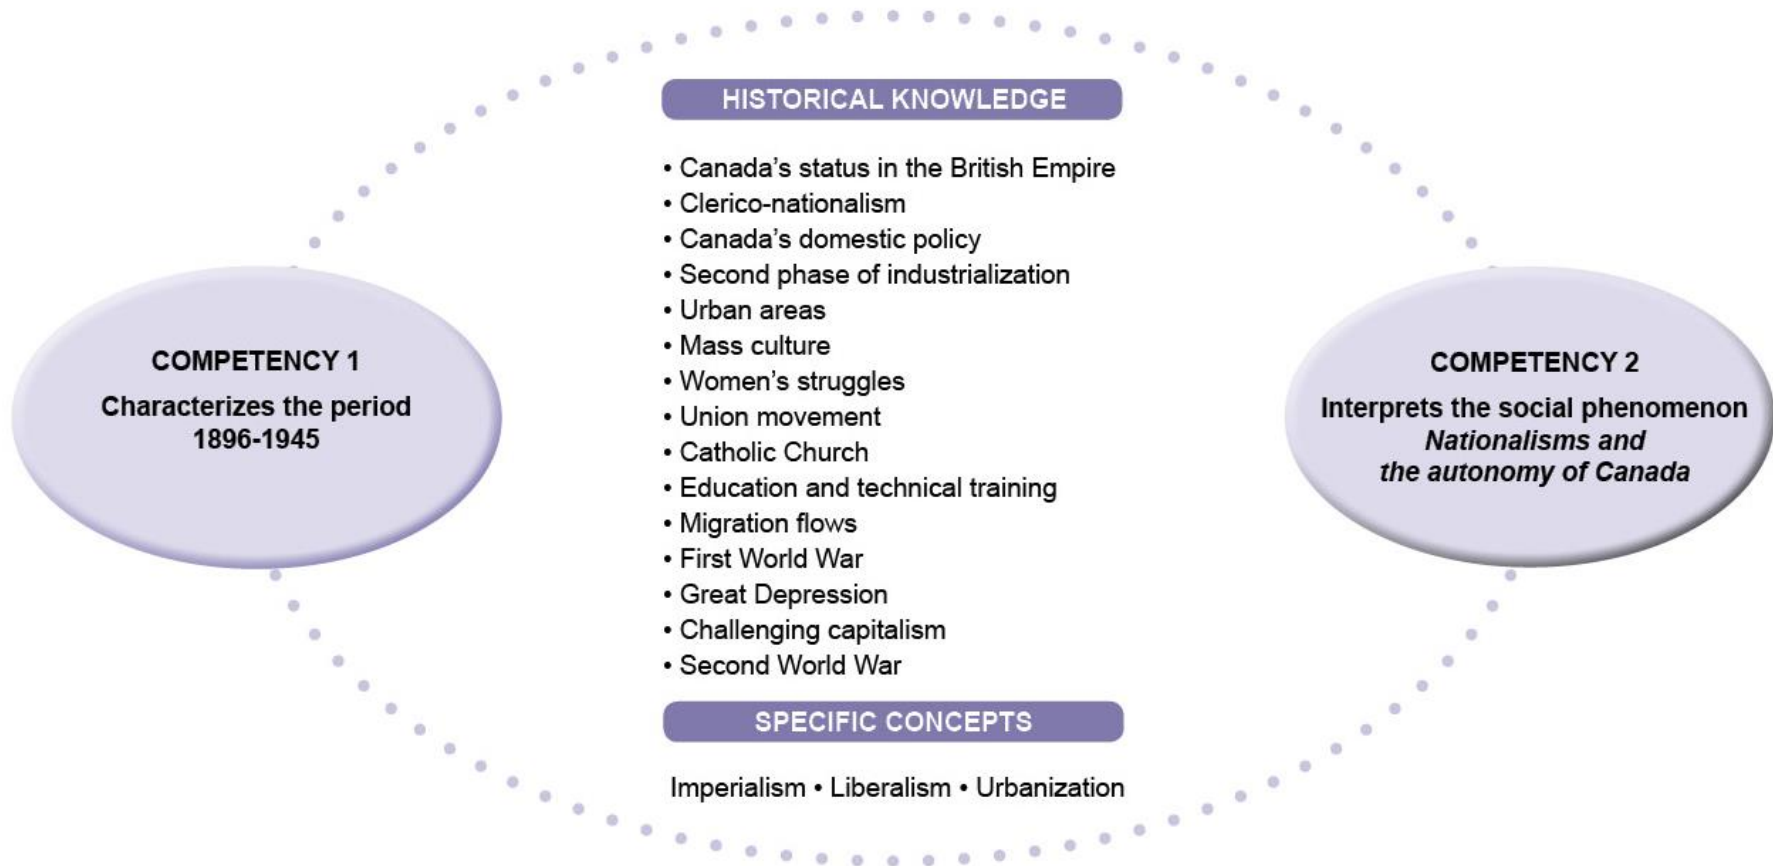 HISTORICAL KNOWLEDGE
• Canada's status in the British Empire
• Clerico-nationalism
• Canada's domestic policy
• Second phase of industrialization
• Urban areas
• Mass culture
• Women's struggles
• Union movement
• Catholic Church
• Education and technical training
• Migration flows
• First World War
• Great Depression
• Challenging capitalism
• Second World War
SPECIFIC CONCEPTS
Imperialism • Liberalism • Urbanization
COMPETENCY 1
Characterizes the period
1896-1945
COMPETENCY 2
Interprets the social phenomenon
Nationalisms and
the autonomy of Canada